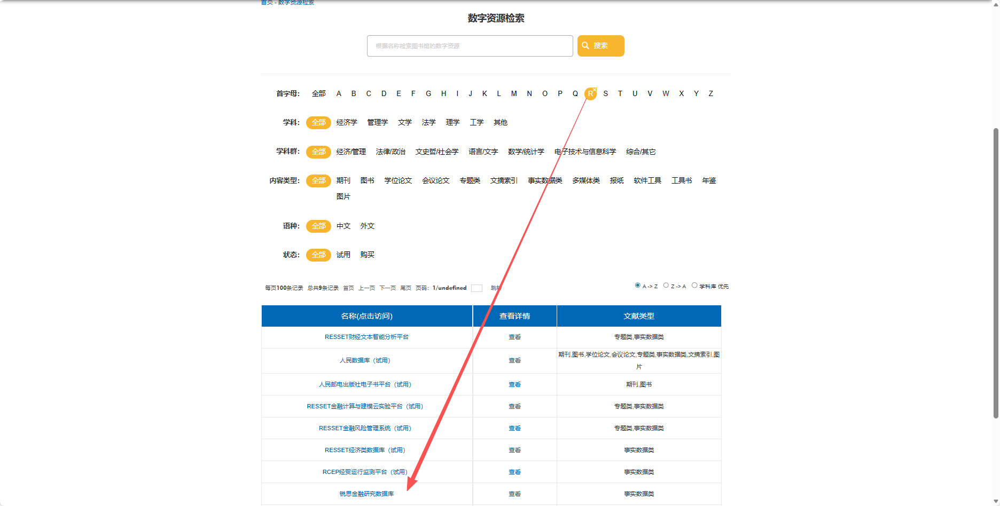 首页 - 数字资源检索
数字资源检索
根据名称检索图书馆的数字资源
搜索
首字母： 全部 A B C D E F G H I J K L M N O P Q R S T U V W X Y Z
学科： 全部 经济学 管理学 文学 法学 理学 工学 其他
学科群： 全部 经济/管理 法律/政治 文史哲/社会学 语言/文字 数学/统计学 电子技术与信息科学 综合/其它
内容类型： 全部 期刊 图书 学位论文 会议论文 专题类 文摘索引 事实数据类 多媒体类 报纸 软件工具 工具书 年鉴
图片
语种： 全部 中文 外文
状态： 全部 试用 购买
每页100条记录 总共9条记录 首页 上一页 下一页 尾页 页码：1/undefined 跳转
A -> Z Z -> A 学科库 优先
名称(点击访问) 查看详情 文献类型
RESSET财经文本智能分析平台 查看 专题类,事实数据类
人民数据库（试用） 查看 期刊,图书,学位论文,会议论文,专题类,事实数据类,文摘索引,图
片
人民邮电出版社电子书平台（试用） 查看 期刊,图书
RESSET金融计算与建模云实验平台（试用） 查看 专题类,事实数据类
RESSET金融风险管理系统（试用） 查看 专题类,事实数据类
RESSET经济类数据库（试用） 查看 事实数据类
RCEP经贸运行监测平台（试用） 查看 事实数据类
锐思金融研究数据库 查看 事实数据类